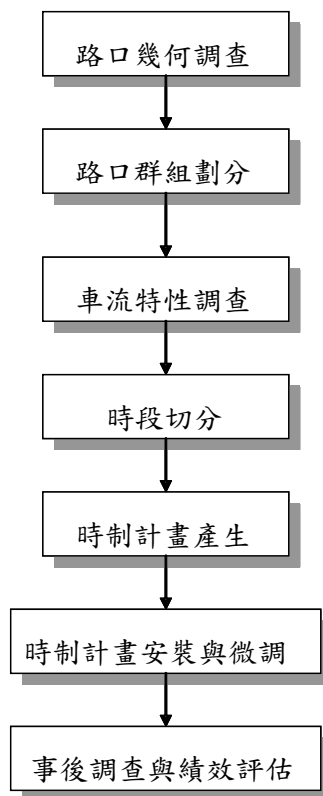 路口幾何調查
路口群組劃分
車流特性調查
時段切分
時制計畫產生
時制計畫安裝與微調
事後調查與績效評估